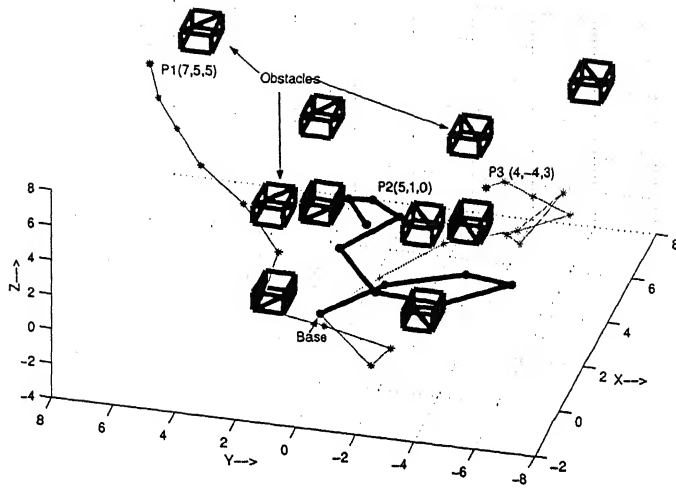 P1(7,5,5)
Obstacles
P2(5,1,0)
P3 (4,-4,3)
Base
Z-->
8
6
4
2
0
-2
-4
8
6
4
2
0
-2
-4
-6
-8
Y-->
-2
0
2
4
6
8
X-->